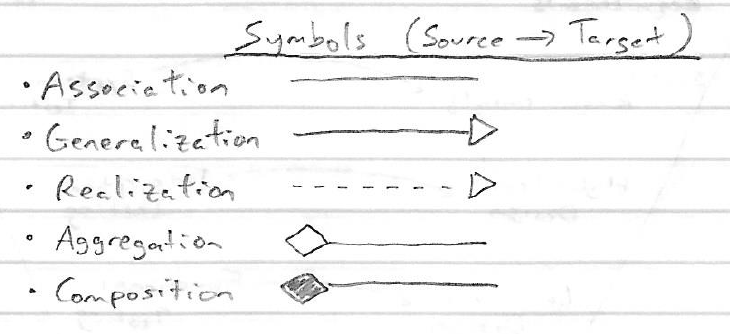 Symbols (Source → Target)
• Association
• Generalization
• Realization
• Aggregation
• Composition